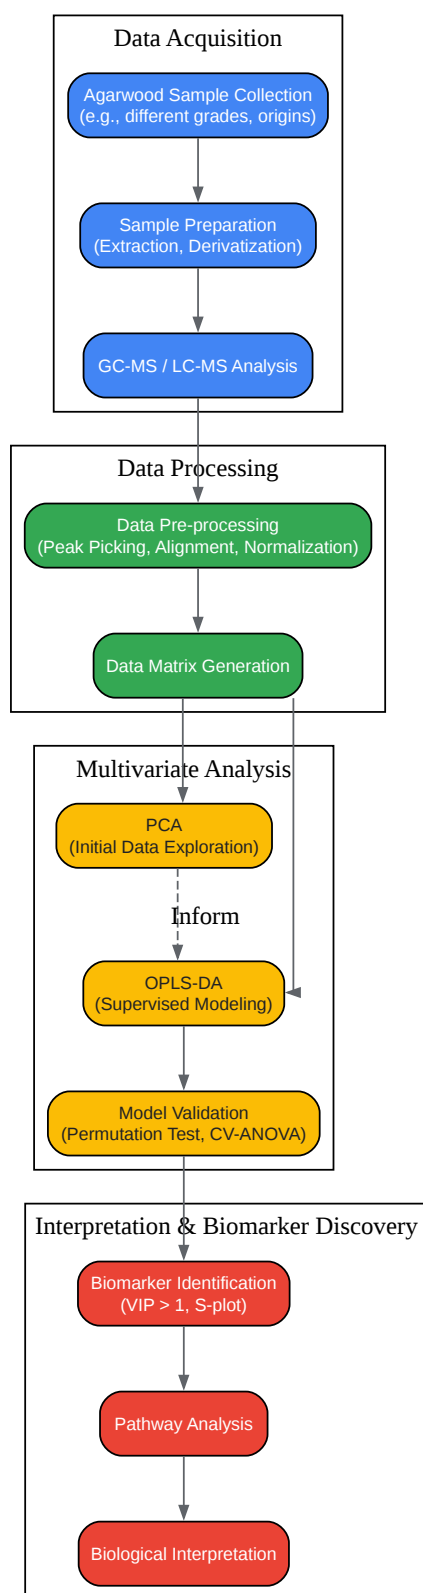 Data Acquisition
Agarwood Sample Collection
(e.g., different grades, origins)
Sample Preparation
(Extraction, Derivatization)
GC-MS / LC-MS Analysis
Data Processing
Data Pre-processing
(Peak Picking, Alignment, Normalization)
Data Matrix Generation
Multivariate Analysis
PCA
(Initial Data Exploration)
Inform
OPLS-DA
(Supervised Modeling)
Model Validation
(Permutation Test, CV-ANOVA)
Interpretation & Biomarker Discovery
Biomarker Identification
(VIP > 1, S-plot)
Pathway Analysis
Biological Interpretation